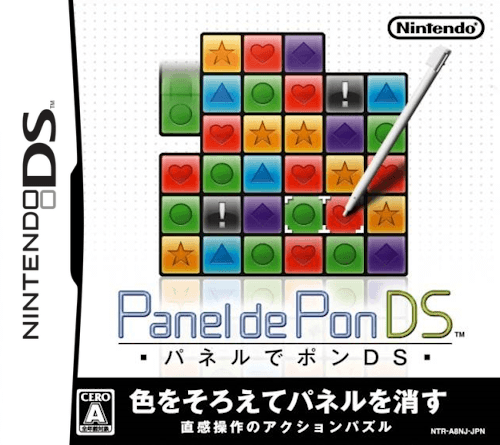 Nintendo
NINTENDO DS™
Panel de Pon DS™
パネルでポンDS
CERO
A
全年齢対象
色をそろえてパネルを消す
直感操作のアクションパズル
NTR-A8NJ-JPN